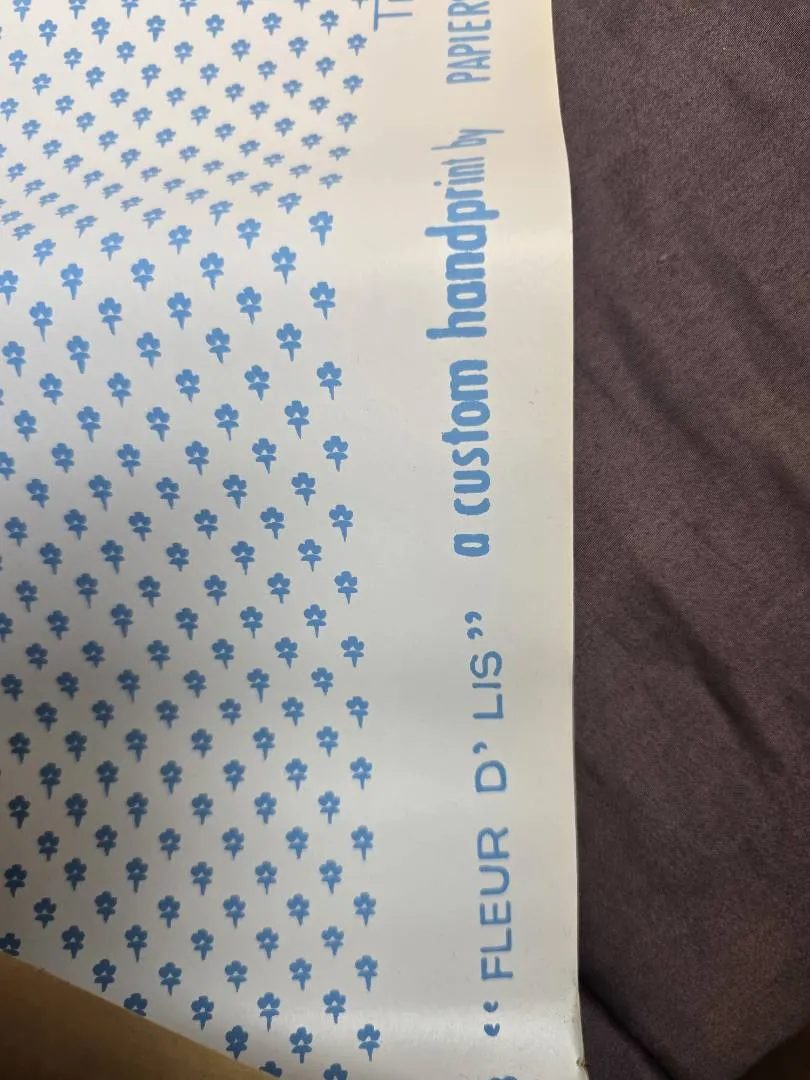 “FLEUR D’ LIS” a custom handprint by PAPIER